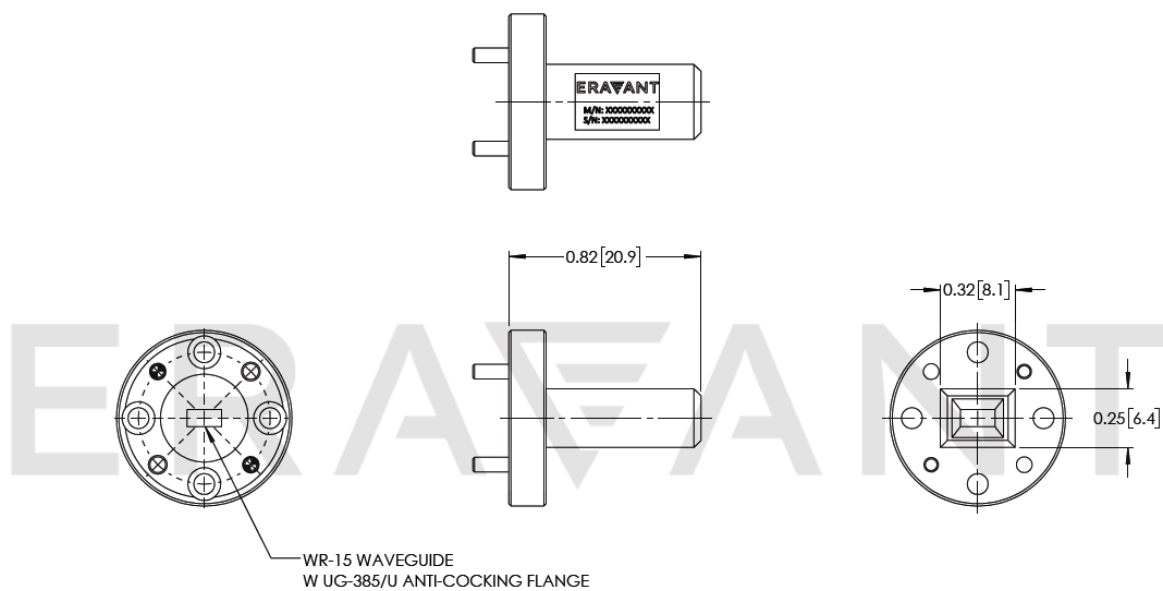 ERAVANT
M/N: XXXXXXXXXX
S/N: XXXXXXXXXX
0.82[20.9]
0.32[8.1]
ERAVANT
0.25[6.4]
WR-15 WAVEGUIDE
W UG-385/U ANTI-COCKING FLANGE